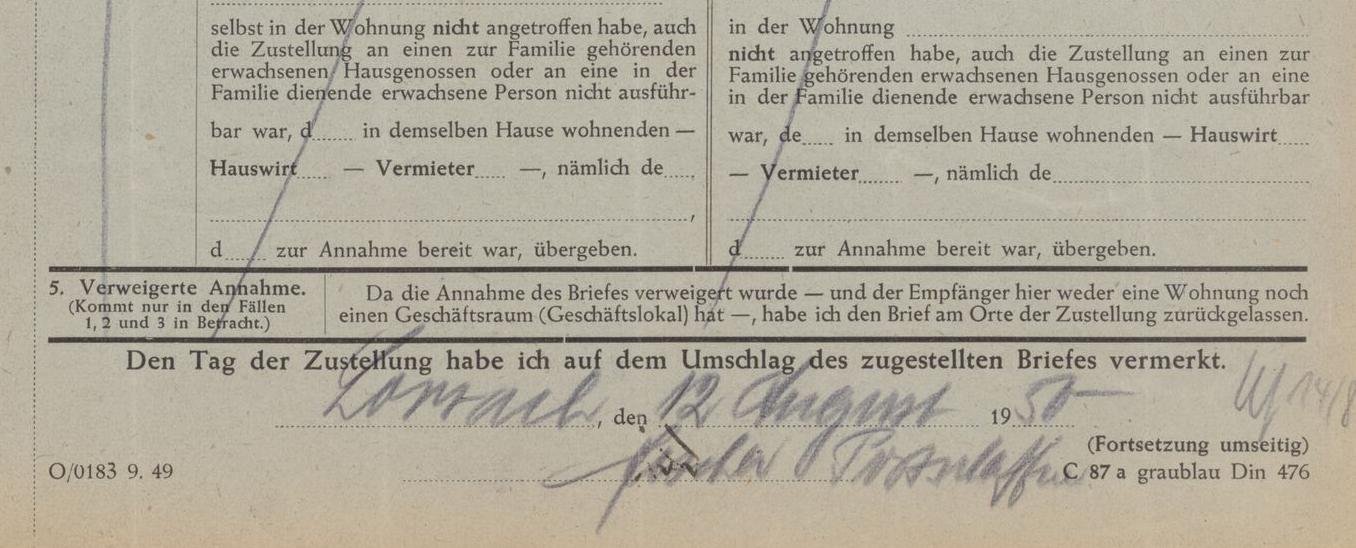 selbst in der Wohnung nicht angetroffen habe, auch
die Zustellung an einen zur Familie gehörenden
erwachsenen Hausgenossen oder an eine in der
Familie dienende erwachsene Person nicht ausführ-
bar war, d...... in demselben Hause wohnenden —
Hauswirt..... — Vermieter..... —, nämlich de.....
,
d...... zur Annahme bereit war, übergeben.
in der Wohnung
nicht angetroffen habe, auch die Zustellung an einen zur
Familie gehörenden erwachsenen Hausgenossen oder an eine
in der Familie dienende erwachsene Person nicht ausführbar
war, de..... in demselben Hause wohnenden — Hauswirt.....
— Vermieter....... —, nämlich de
d....... zur Annahme bereit war, übergeben.
5. Verweigerte Annahme.
(Kommt nur in den Fällen
1, 2 und 3 in Betracht.)
Da die Annahme des Briefes verweigert wurde — und der Empfänger hier weder eine Wohnung noch
einen Geschäftsraum (Geschäftslokal) hat —, habe ich den Brief am Orte der Zustellung zurückgelassen.
Den Tag der Zustellung habe ich auf dem Umschlag des zugestellten Briefes vermerkt.
Lörrach, den 12 August 1950
14/8
(Fortsetzung umseitig)
O/0183 9. 49
C 87 a graublau Din 476